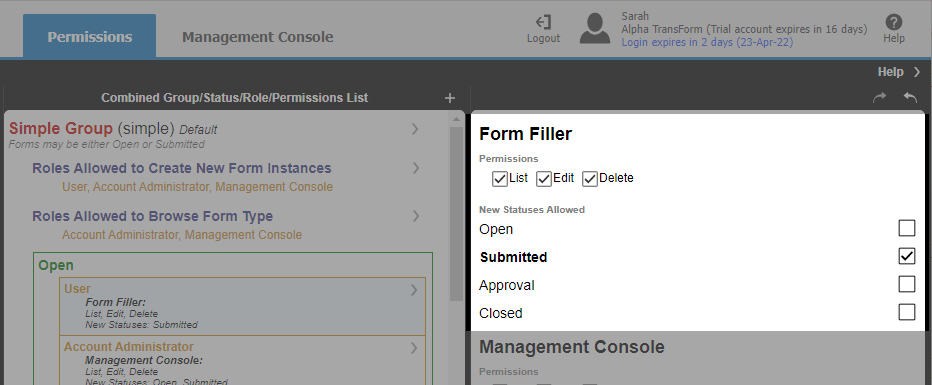 Permissions
Management Console
Logout
Sarah
Alpha TransForm (Trial account expires in 16 days)
Login expires in 2 days (23-Apr-22)
Help
Help
Combined Group/Status/Role/Permissions List
Simple Group (simple) Default
Forms may be either Open or Submitted
Roles Allowed to Create New Form Instances
User, Account Administrator, Management Console
Roles Allowed to Browse Form Type
Account Administrator, Management Console
Open
User
Form Filler:
List, Edit, Delete
New Statuses: Submitted
Account Administrator
Management Console:
List, Edit, Delete
New Statuses: Open, Submitted
Form Filler
Permissions
List Edit Delete
New Statuses Allowed
Open
Submitted
Approval
Closed
Management Console
Permissions